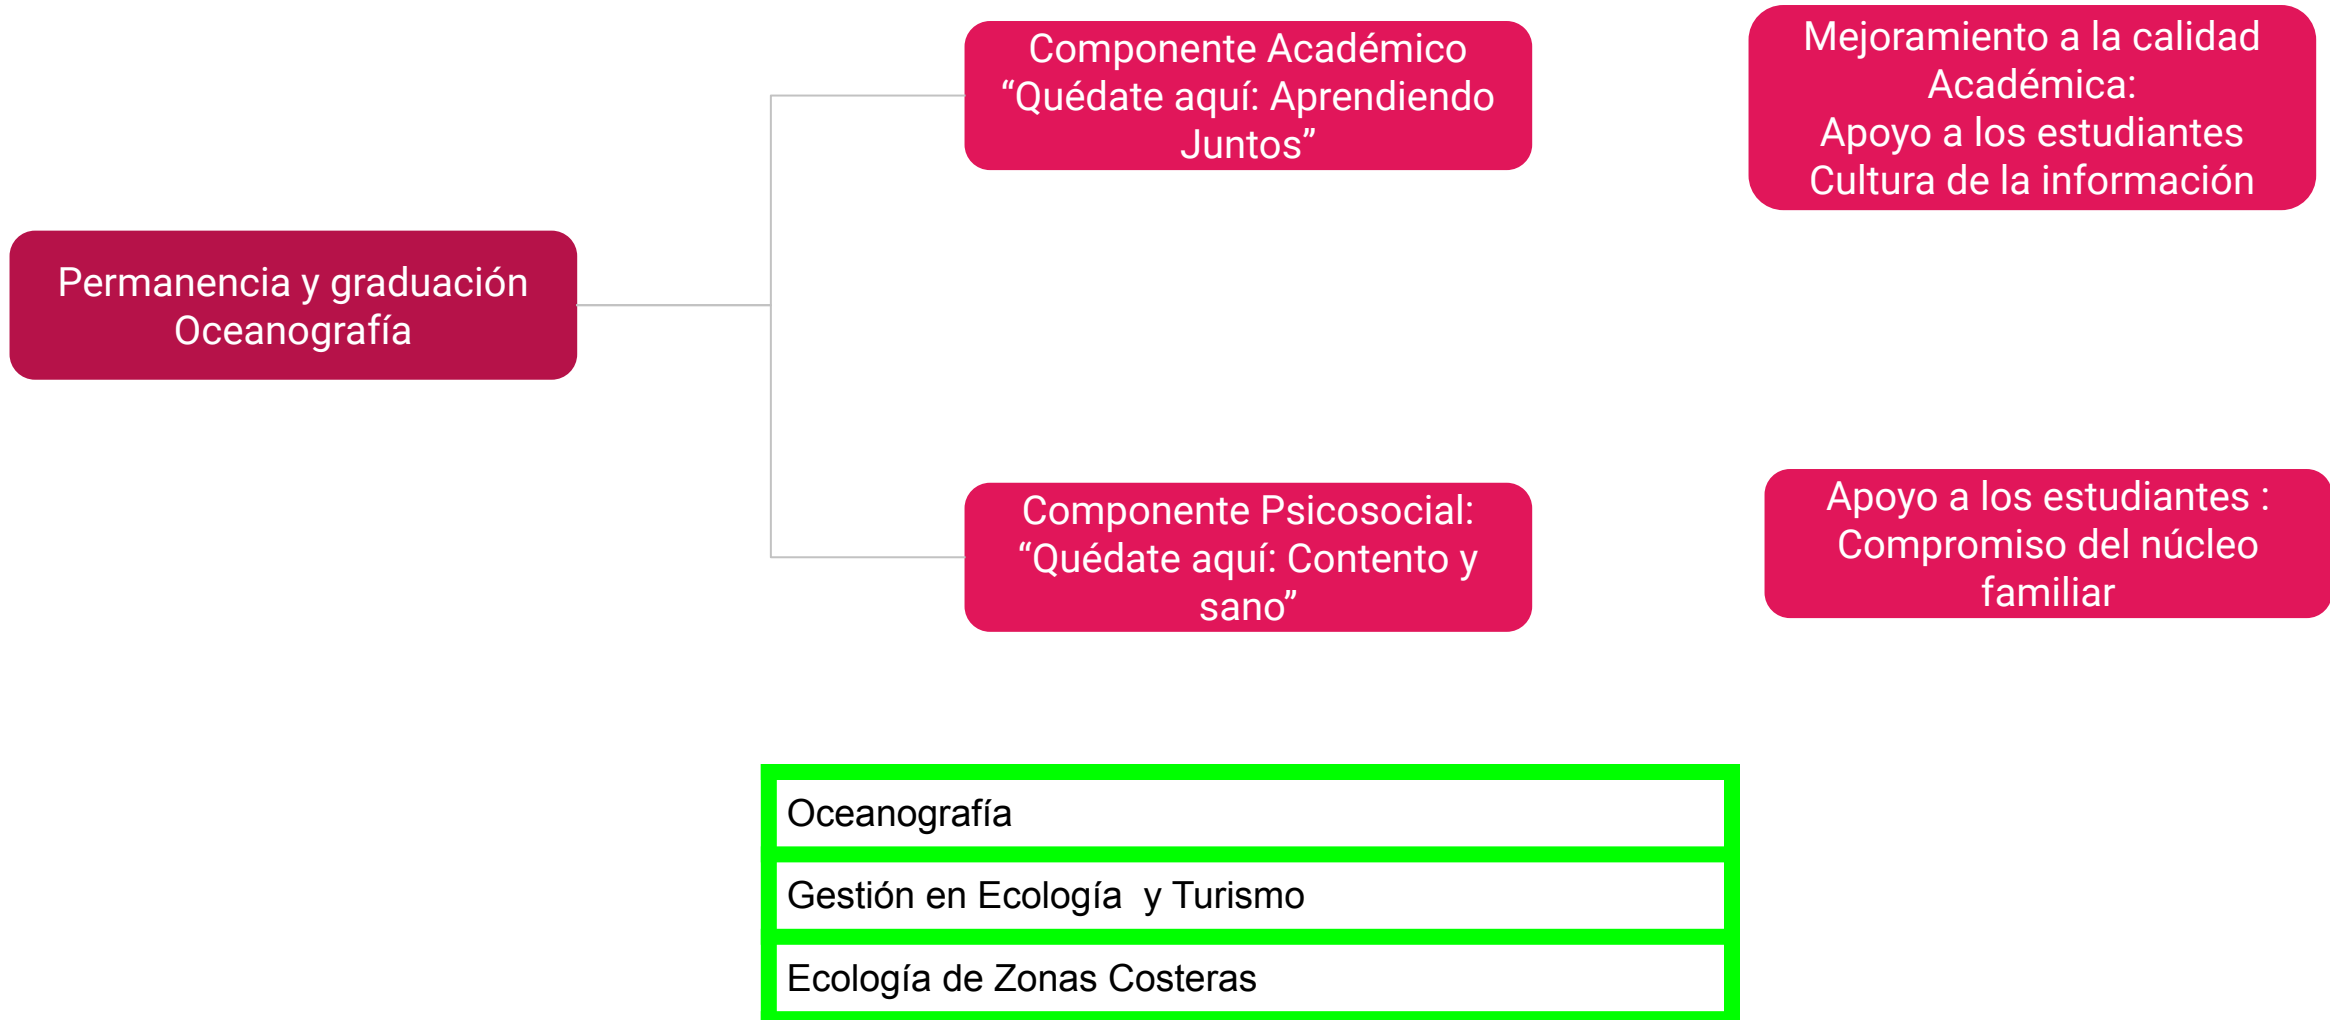 Componente Académico
“Quédate aquí: Aprendiendo
Juntos”
Mejoramiento a la calidad
Académica:
Apoyo a los estudiantes
Cultura de la información
Permanencia y graduación
Oceanografía
Componente Psicosocial:
“Quédate aquí: Contento y
sano”
Apoyo a los estudiantes :
Compromiso del núcleo
familiar
Oceanografía
Gestión en Ecología  y Turismo
Ecología de Zonas Costeras